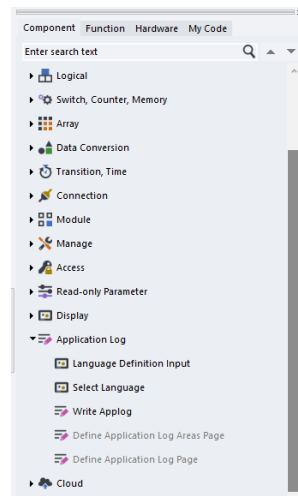 Component Function Hardware My Code
Enter search text
Logical
Switch, Counter, Memory
Array
Data Conversion
Transition, Time
Connection
Module
Manage
Access
Read-only Parameter
Display
Application Log
Language Definition Input
Select Language
Write Applog
Define Application Log Areas Page
Define Application Log Page
Cloud